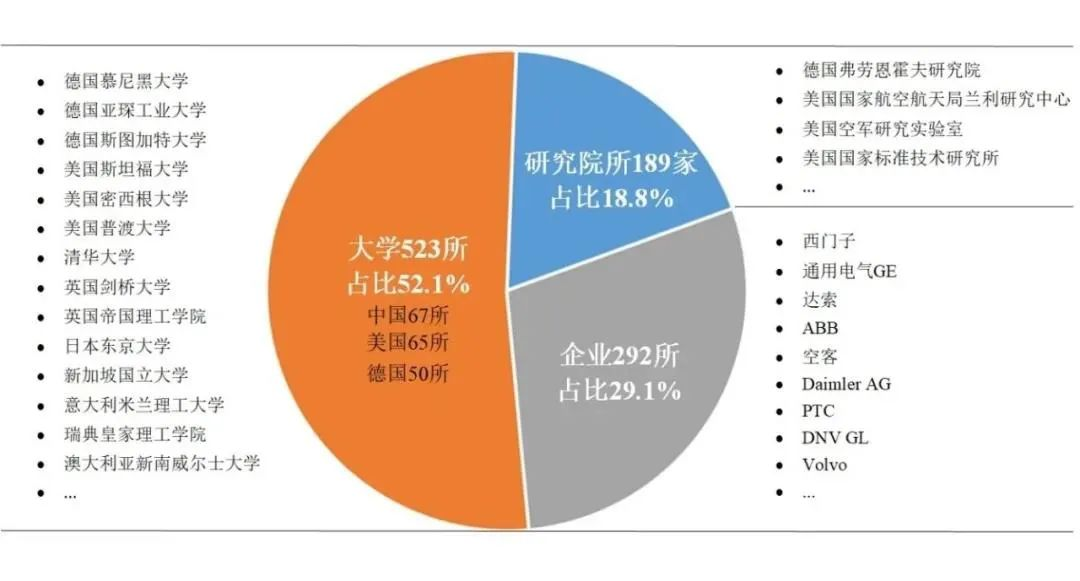 德国慕尼黑大学
德国亚琛工业大学
德国斯图加特大学
美国斯坦福大学
美国密西根大学
美国普渡大学
清华大学
英国剑桥大学
英国帝国理工学院
日本东京大学
新加坡国立大学
意大利米兰理工大学
瑞典皇家理工学院
澳大利亚新南威尔士大学
...
大学523所
占比52.1%
中国67所
美国65所
德国50所
研究院所189家
占比18.8%
企业292所
占比29.1%
德国弗劳恩霍夫研究院
美国国家航空航天局兰利研究中心
美国空军研究实验室
美国国家标准技术研究所
...
西门子
通用电气GE
达索
ABB
空客
Daimler AG
PTC
DNV GL
Volvo
...